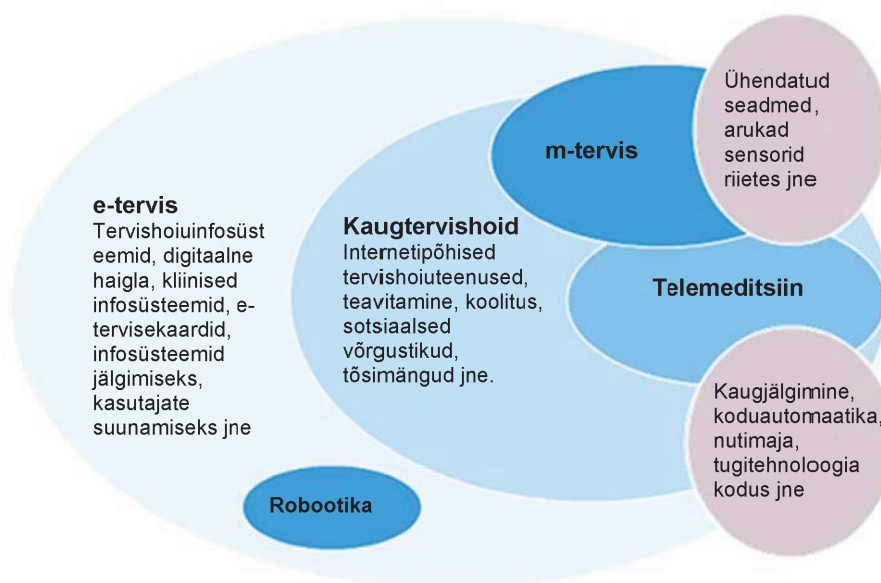 e-tervis
Tervishoiuinfosüst
eemid, digitaalne
haigla, kliinised
infosüsteemid, e-
tervisekaardid,
infosüsteemid
jälgimiseks,
kasutajate
suunamiseks jne
Kaugtervishoid
Internetipõhised
tervishoiuteenused,
teavitamine, koolitus,
sotsiaalsed
võrgustikud,
tõsimängud jne.
m-tervis
Ühendatud
seadmed,
arukad
sensorid
riietes jne
Telemeditsiin
Kaugjälgimine,
koduautomaatika,
nutimaja,
tugitehnoloogia
kodus jne
Robootika